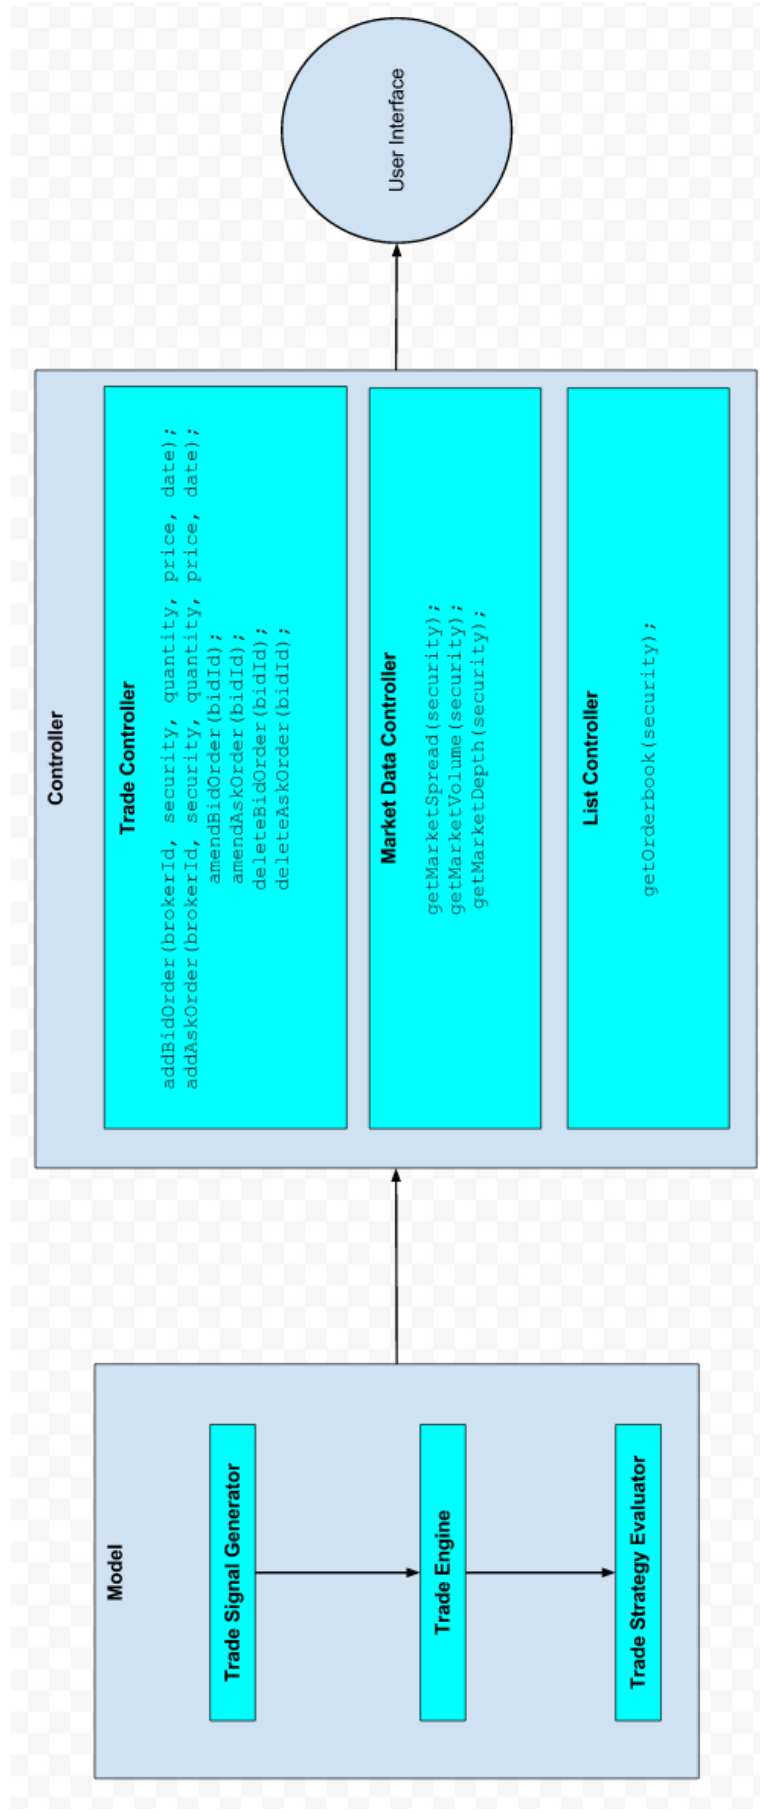 Model
Trade Signal Generator
Trade Engine
Trade Strategy Evaluator
Controller
Trade Controller
addBidOrder(brokerId, security, quantity, price, date);
addAskOrder(brokerId, security, quantity, price, date);
amendBidOrder(bidId);
amendAskOrder(bidId);
deleteBidOrder(bidId);
deleteAskOrder(bidId);
Market Data Controller
getMarketSpread(security);
getMarketVolume(security);
getMarketDepth(security);
List Controller
getOrderbook(security);
User Interface